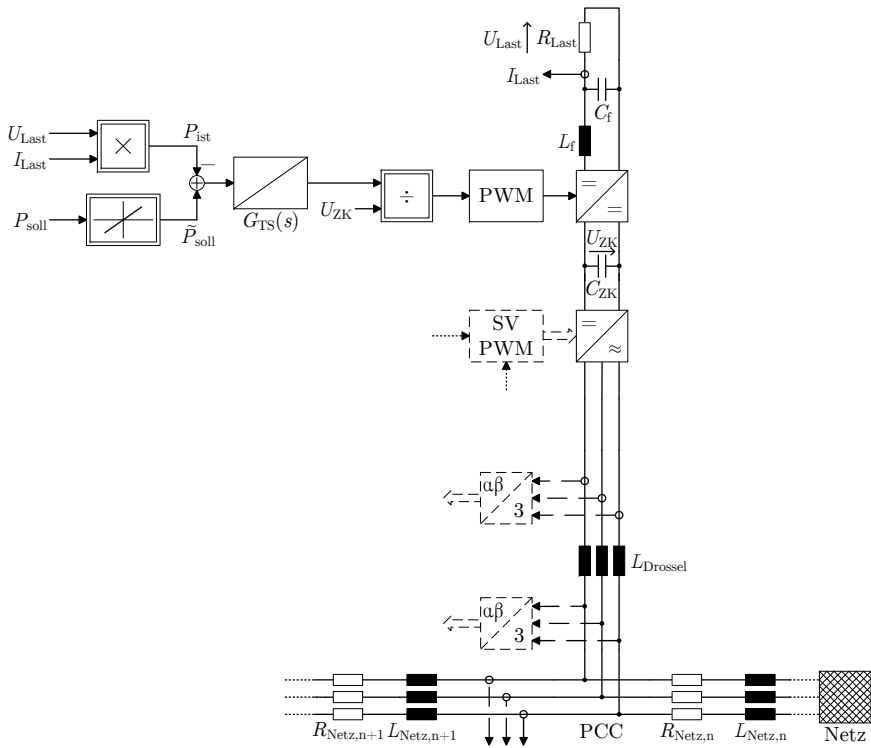 U_Last
R_Last
I_Last
C_f
L_f
U_Last
I_Last
×
P_ist
−
P_soll
P̃_soll
G_TS(s)
U_ZK
÷
PWM
=
=
U_ZK
C_ZK
SV
PWM
=
≈
αβ
3
L_Drossel
αβ
3
R_Netz,n+1
L_Netz,n+1
PCC
R_Netz,n
L_Netz,n
Netz